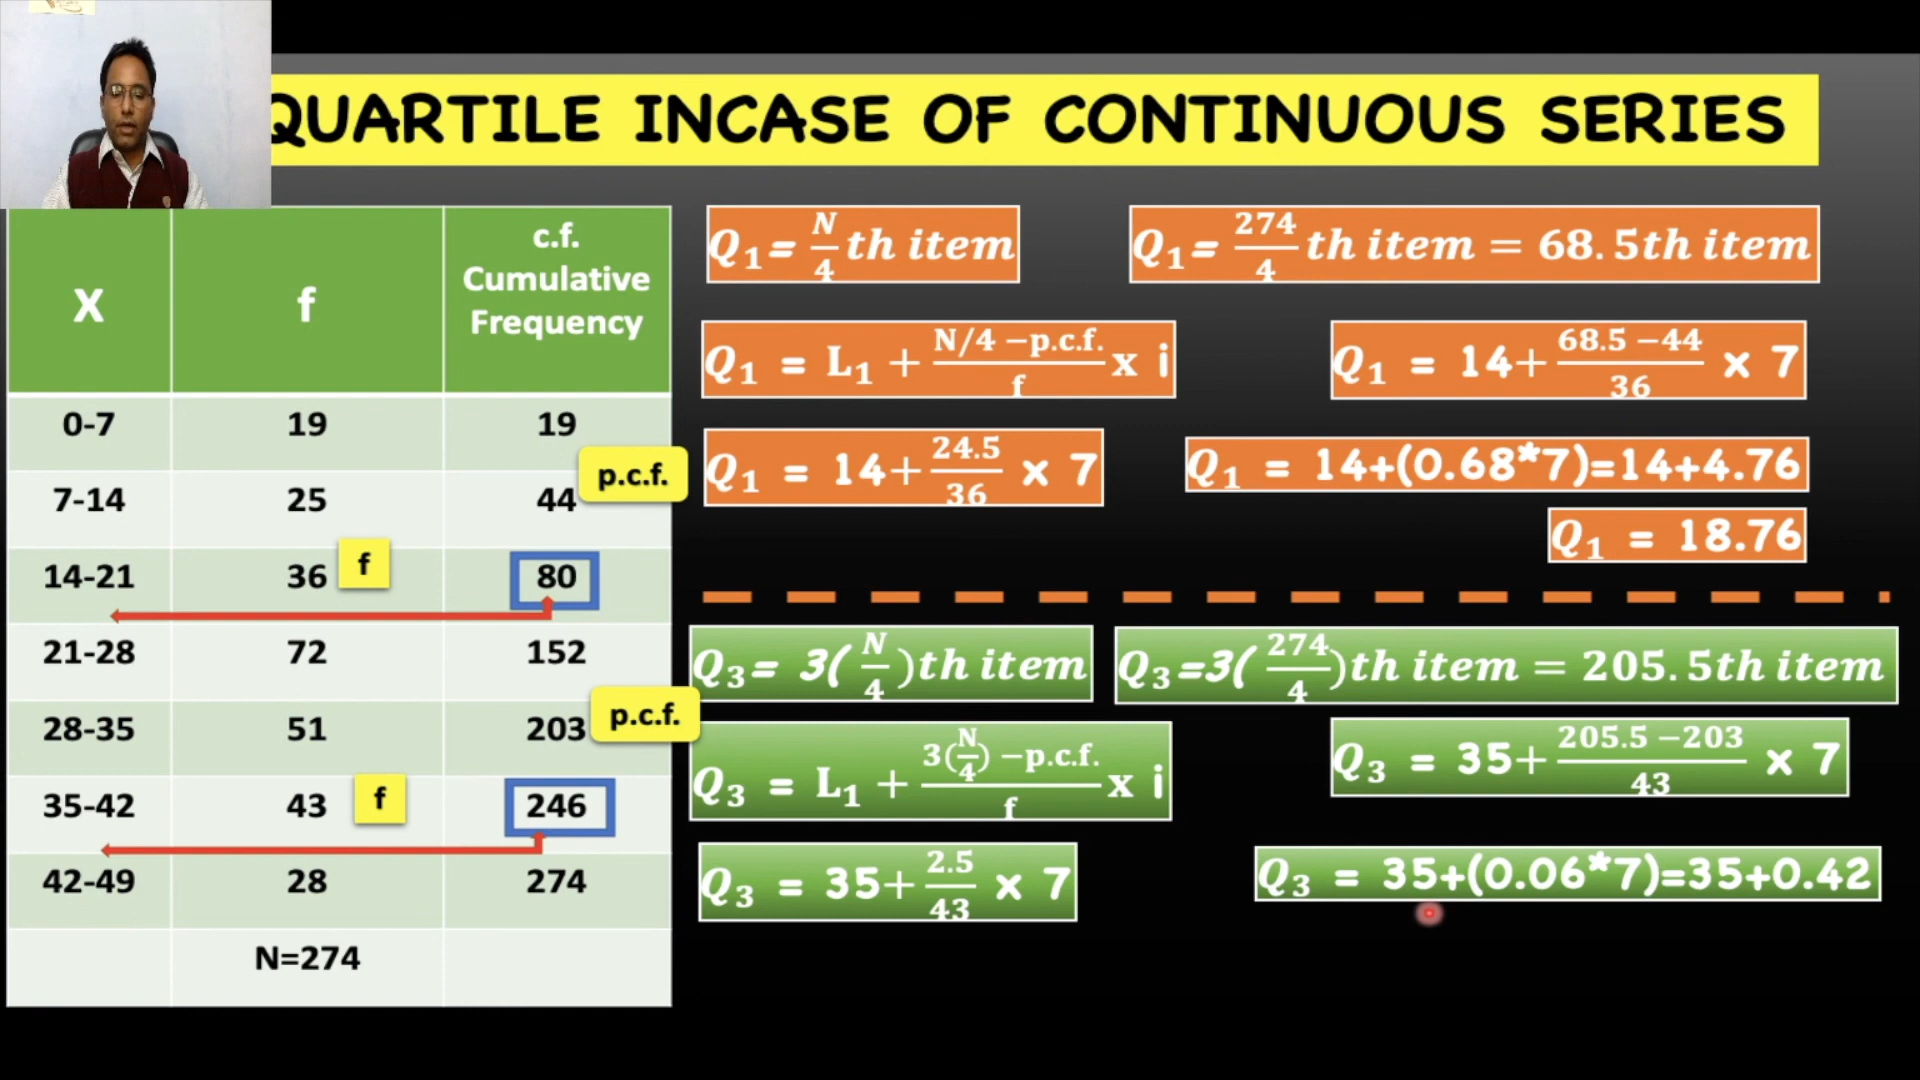 QUARTILE INCASE OF CONTINUOUS SERIES
X f c.f.
Cumulative
Frequency
0-7 19 19
p.c.f.
7-14 25 44
14-21 36 f 80
21-28 72 152
28-35 51 203 p.c.f.
35-42 43 f 246
42-49 28 274
N=274
Q₁= N/4 th item
Q₁= 274/4 th item = 68.5th item
Q₁ = L₁ + (N/4 –p.c.f.)/f x i
Q₁ = 14+ (68.5 –44)/36 x 7
Q₁ = 14+ 24.5/36 x 7
Q₁ = 14+(0.68*7)=14+4.76
Q₁ = 18.76
Q₃= 3( N/4 )th item
Q₃=3( 274/4 )th item = 205.5th item
Q₃ = L₁ + (3(N/4) –p.c.f.)/f x i
Q₃ = 35+ (205.5 –203)/43 x 7
Q₃ = 35+ 2.5/43 x 7
Q₃ = 35+(0.06*7)=35+0.42